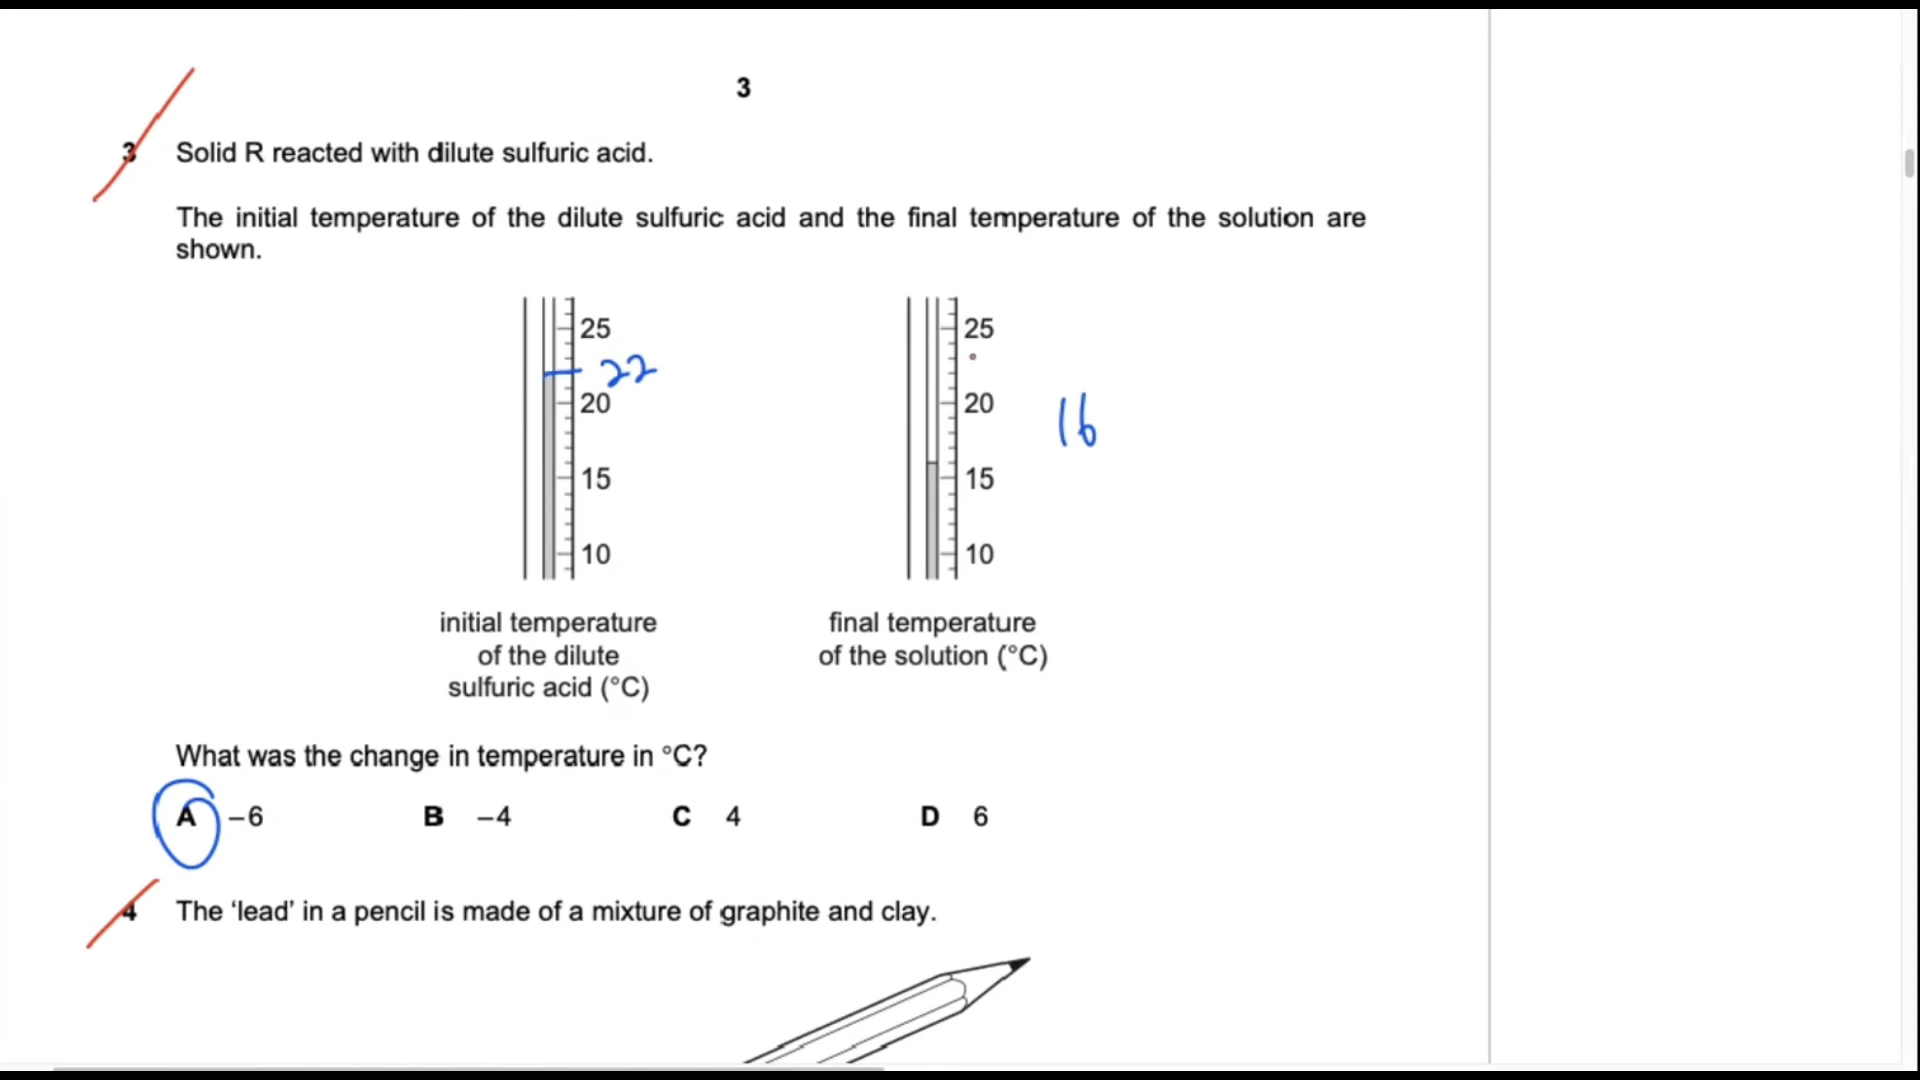 3
3 Solid R reacted with dilute sulfuric acid.
The initial temperature of the dilute sulfuric acid and the final temperature of the solution are
shown.
25
22
20
15
10
25
20
16
15
10
initial temperature
of the dilute
sulfuric acid (°C)
final temperature
of the solution (°C)
What was the change in temperature in °C?
A –6 B –4 C 4 D 6
4 The ‘lead’ in a pencil is made of a mixture of graphite and clay.